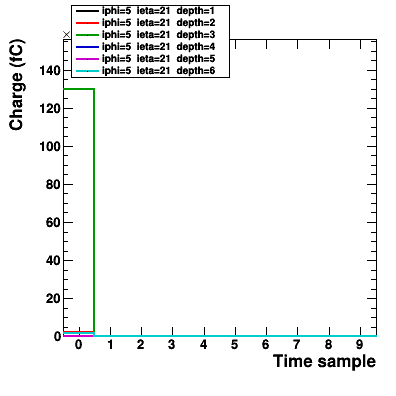 iphi=5 ieta=21 depth=1
iphi=5 ieta=21 depth=2
iphi=5 ieta=21 depth=3
iphi=5 ieta=21 depth=4
iphi=5 ieta=21 depth=5
iphi=5 ieta=21 depth=6
Charge (fC)
140
120
100
80
60
40
20
0
0 1 2 3 4 5 6 7 8 9
Time sample